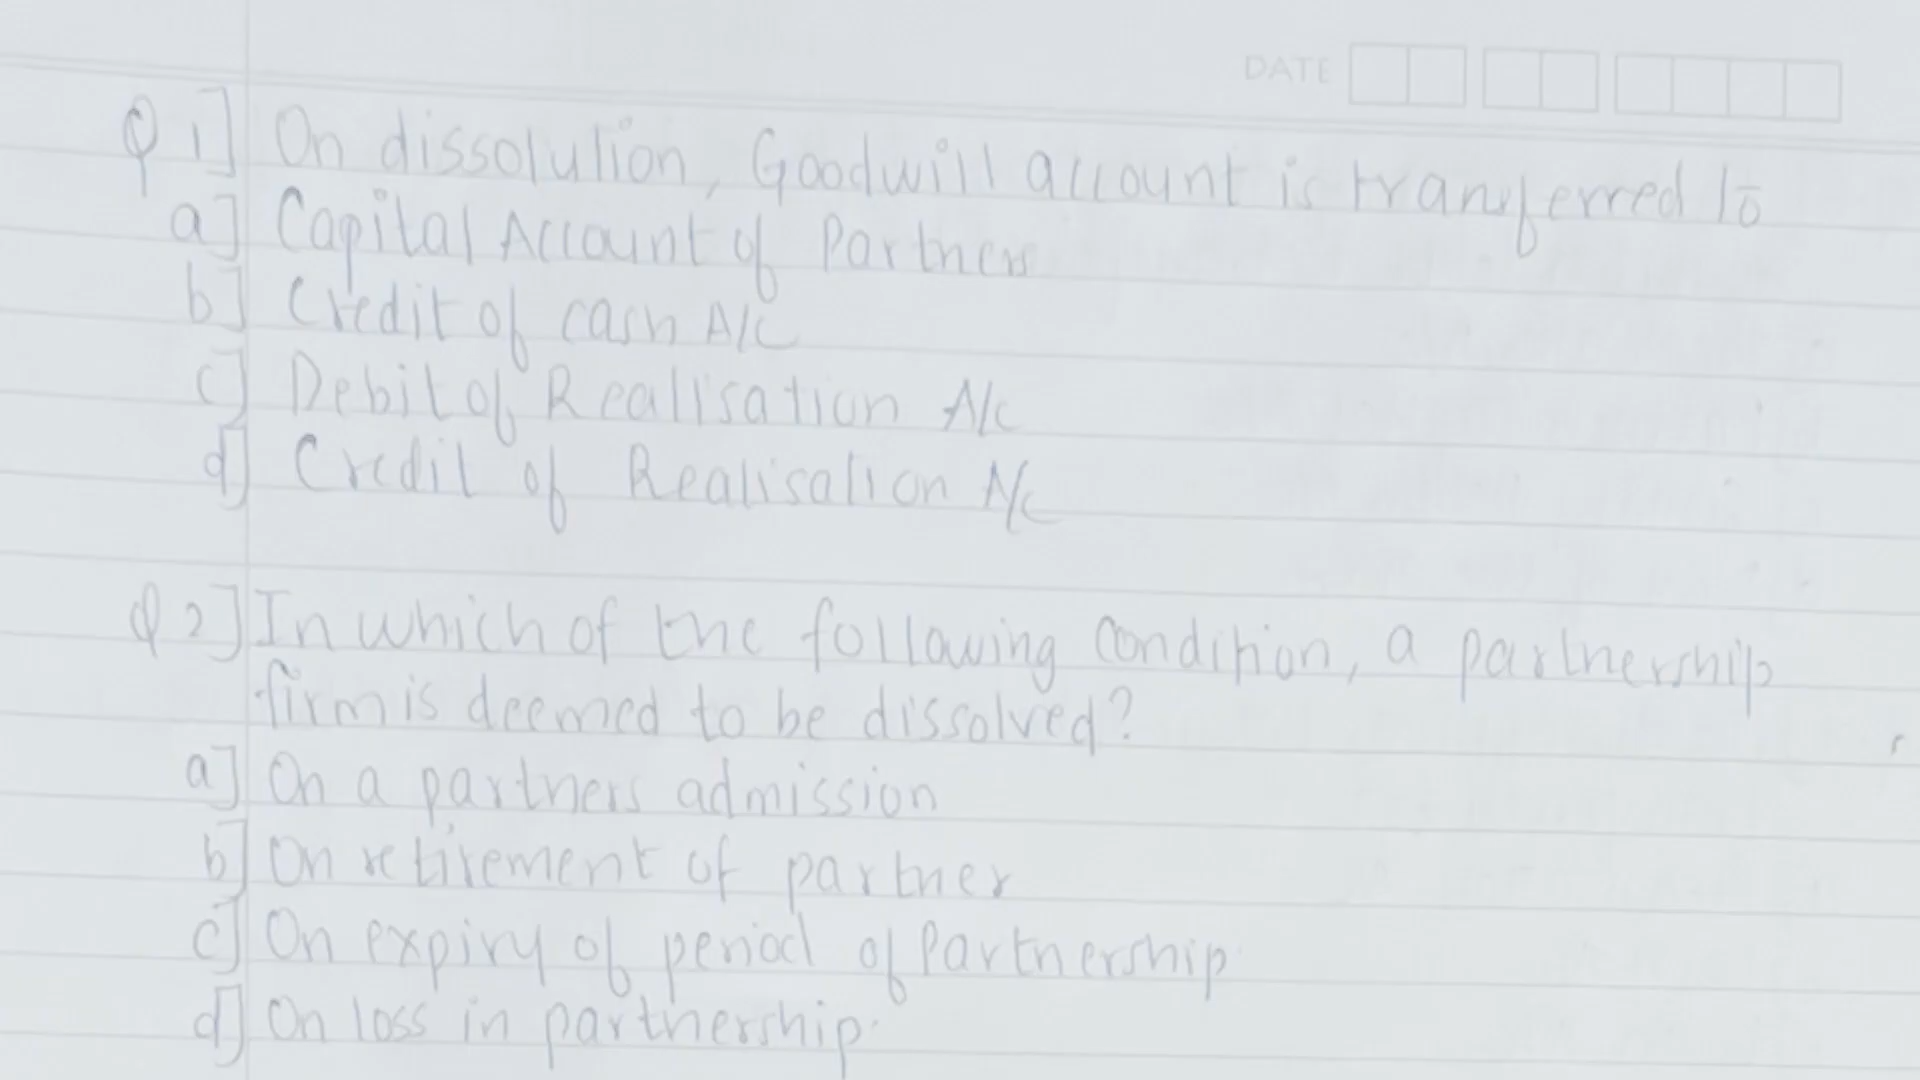 DATE
Q 1] On dissolution, Goodwill account is tranferred to
a] Capital Account of Partners
b] Credit of cash A/C
c] Debit of Realisation A/c
d] Credit of Realisation A/c
Q 2] In which of the following Condition, a partnership
firm is deemed to be dissolved?
a] On a partners admission
b] On retirement of partner
c] On expiry of period of Partnership
d] On loss in partnership.